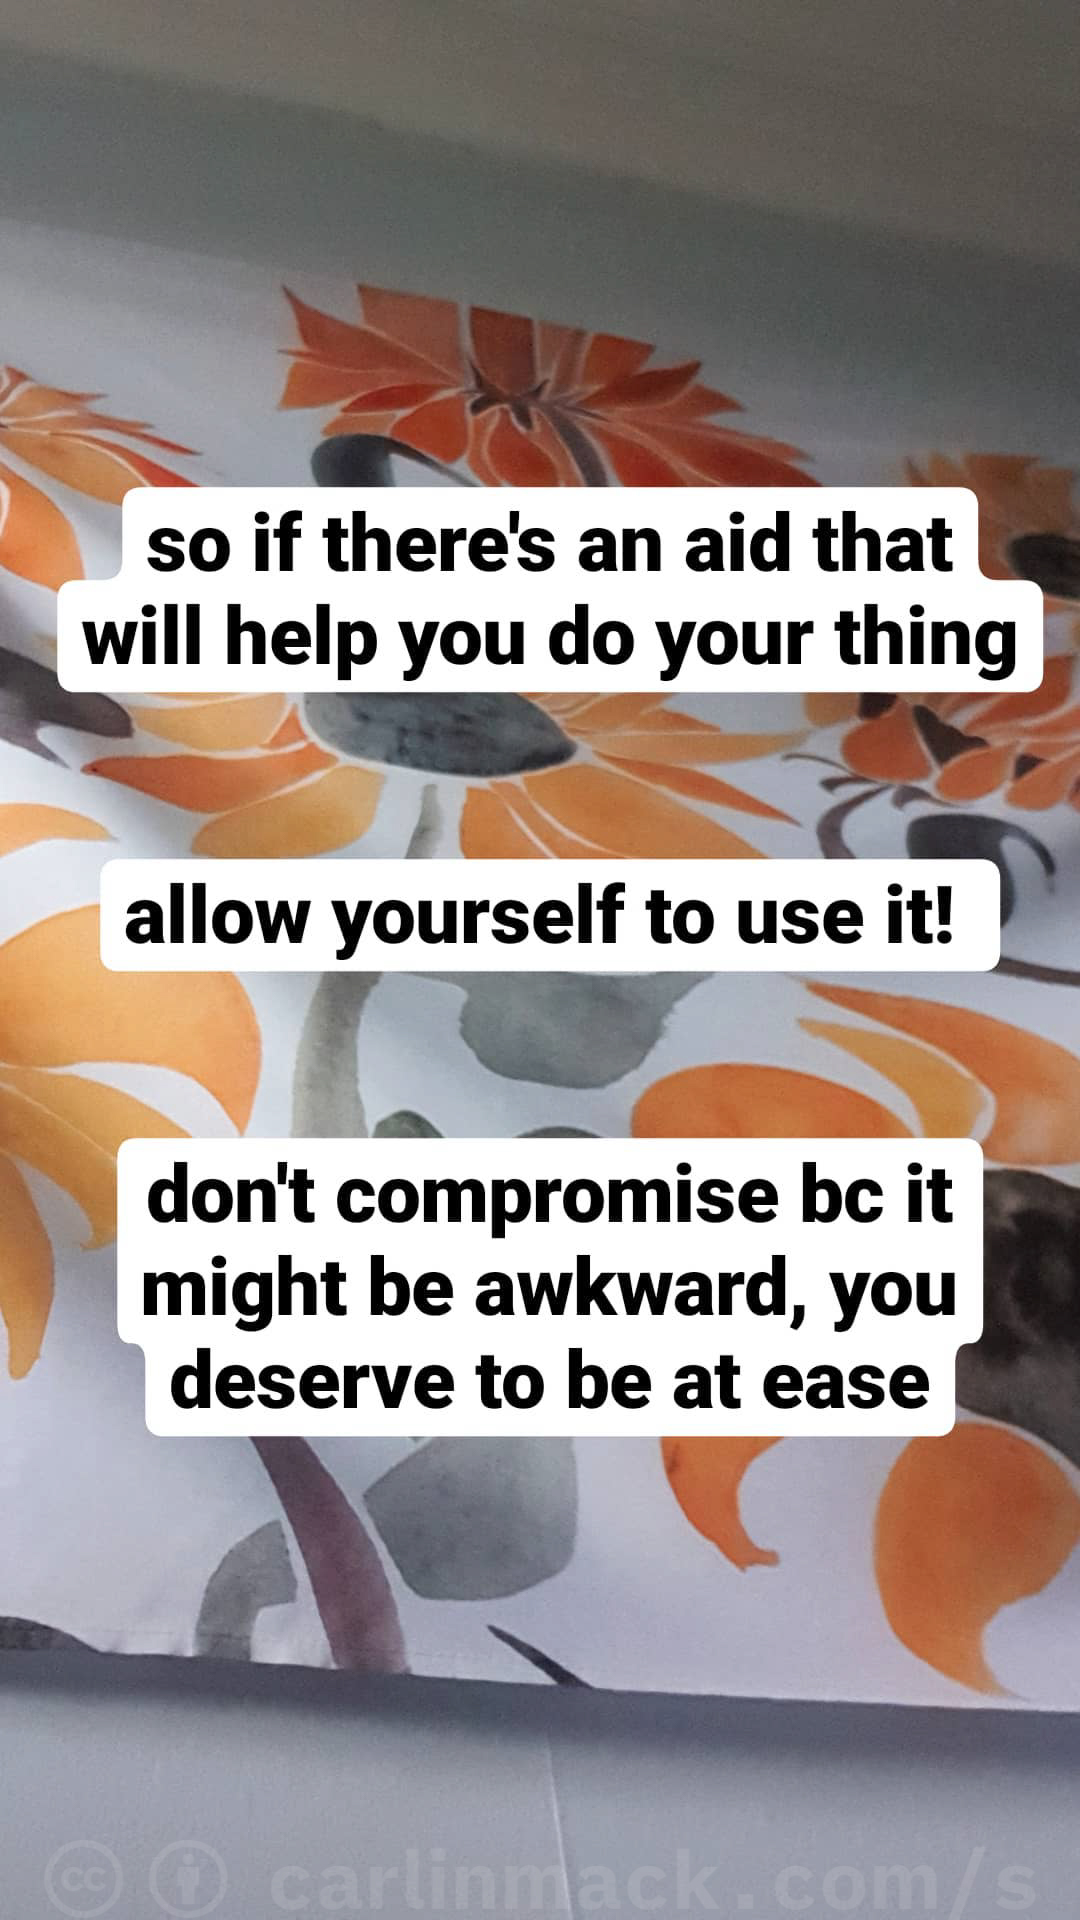 so if there's an aid that
will help you do your thing
allow yourself to use it!
don't compromise bc it
might be awkward, you
deserve to be at ease
cc carlinmack.com/s